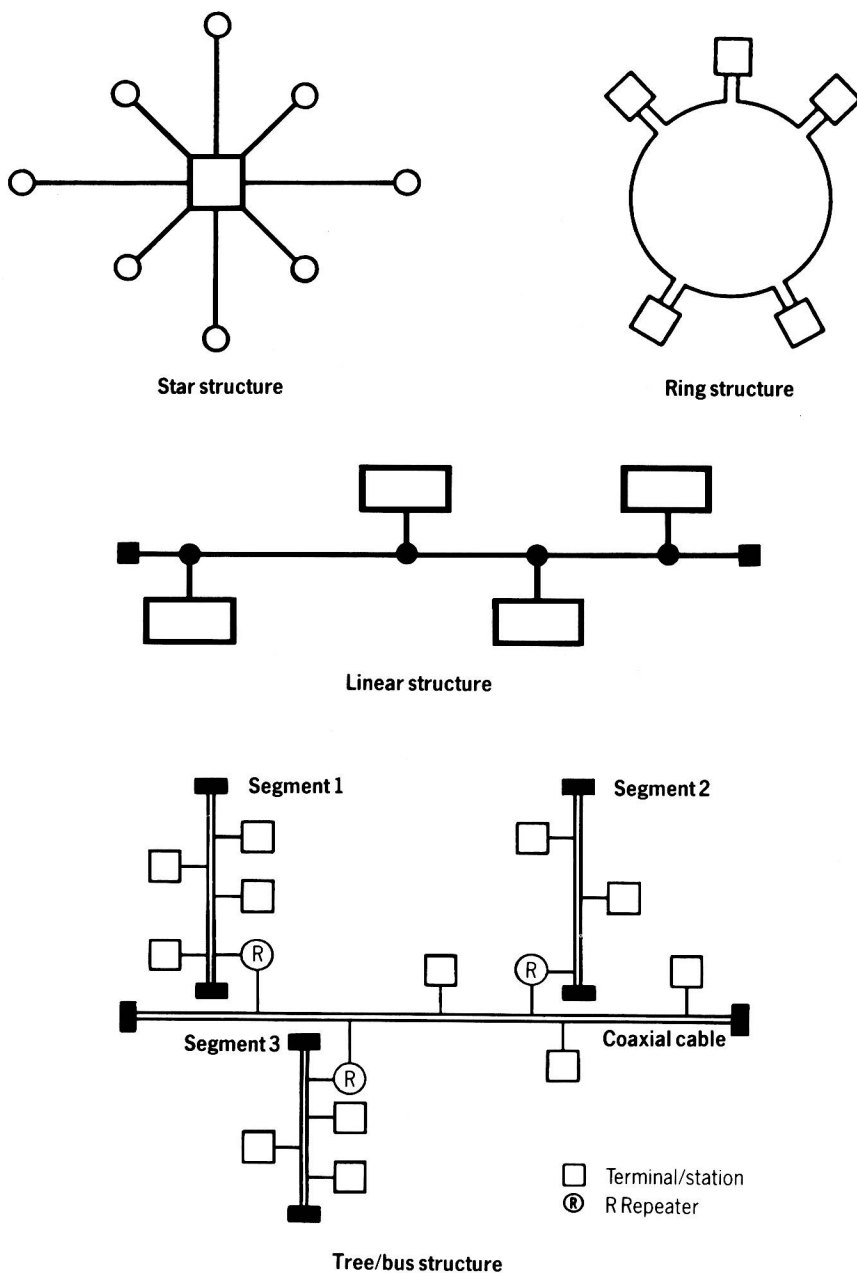 Star structure
Ring structure
Linear structure
Segment 1
Segment 2
R
R
Segment 3
Coaxial cable
R
Terminal/station
R R Repeater
Tree/bus structure